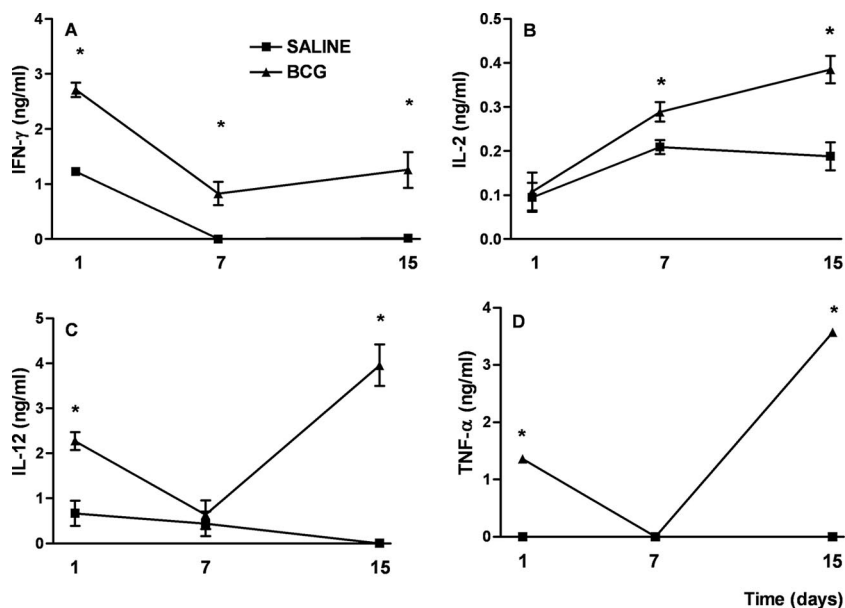 A
SALINE
BCG
IFN-γ (ng/ml)
4
3
2
1
0
1 7 15
*
*
*
B
IL-2 (ng/ml)
0.5
0.4
0.3
0.2
0.1
0.0
1 7 15
*
*
C
IL-12 (ng/ml)
5
4
3
2
1
0
1 7 15
*
*
D
TNF-α (ng/ml)
4
3
2
1
0
1 7 15
*
*
Time (days)